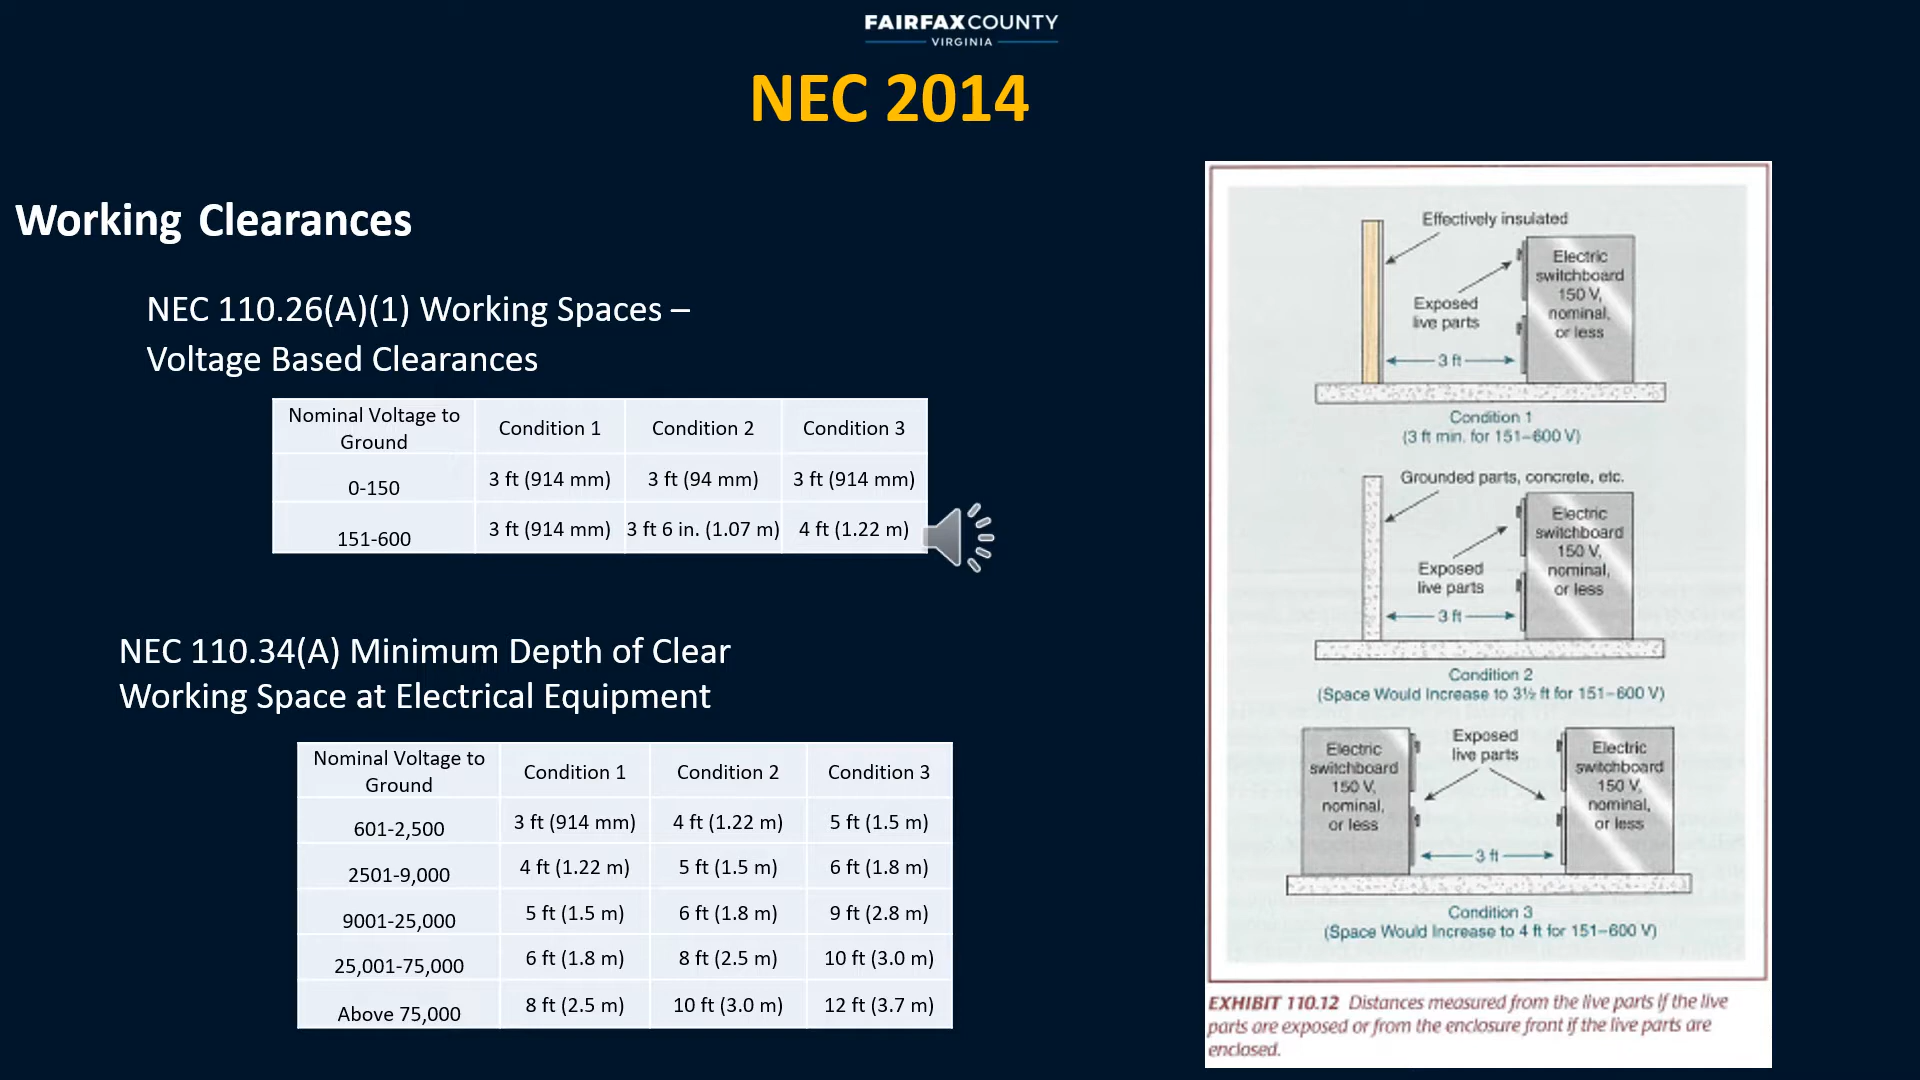 FAIRFAX COUNTY
VIRGINIA
NEC 2014
Working Clearances
NEC 110.26(A)(1) Working Spaces –
Voltage Based Clearances
Nominal Voltage to Ground Condition 1 Condition 2 Condition 3
0-150 3 ft (914 mm) 3 ft (94 mm) 3 ft (914 mm)
151-600 3 ft (914 mm) 3 ft 6 in. (1.07 m) 4 ft (1.22 m)
NEC 110.34(A) Minimum Depth of Clear
Working Space at Electrical Equipment
Nominal Voltage to Ground Condition 1 Condition 2 Condition 3
601-2,500 3 ft (914 mm) 4 ft (1.22 m) 5 ft (1.5 m)
2501-9,000 4 ft (1.22 m) 5 ft (1.5 m) 6 ft (1.8 m)
9001-25,000 5 ft (1.5 m) 6 ft (1.8 m) 9 ft (2.8 m)
25,001-75,000 6 ft (1.8 m) 8 ft (2.5 m) 10 ft (3.0 m)
Above 75,000 8 ft (2.5 m) 10 ft (3.0 m) 12 ft (3.7 m)
Effectively insulated
Exposed
live parts
Electric
switchboard
150 V,
nominal,
or less
3 ft
Condition 1
(3 ft min. for 151–600 V)
Grounded parts, concrete, etc.
Exposed
live parts
Electric
switchboard
150 V,
nominal,
or less
3 ft
Condition 2
(Space Would Increase to 3½ ft for 151–600 V)
Electric
switchboard
150 V,
nominal,
or less
Exposed
live parts
Electric
switchboard
150 V,
nominal,
or less
3 ft
Condition 3
(Space Would Increase to 4 ft for 151–600 V)
EXHIBIT 110.12 Distances measured from the live parts if the live
parts are exposed or from the enclosure front if the live parts are
enclosed.